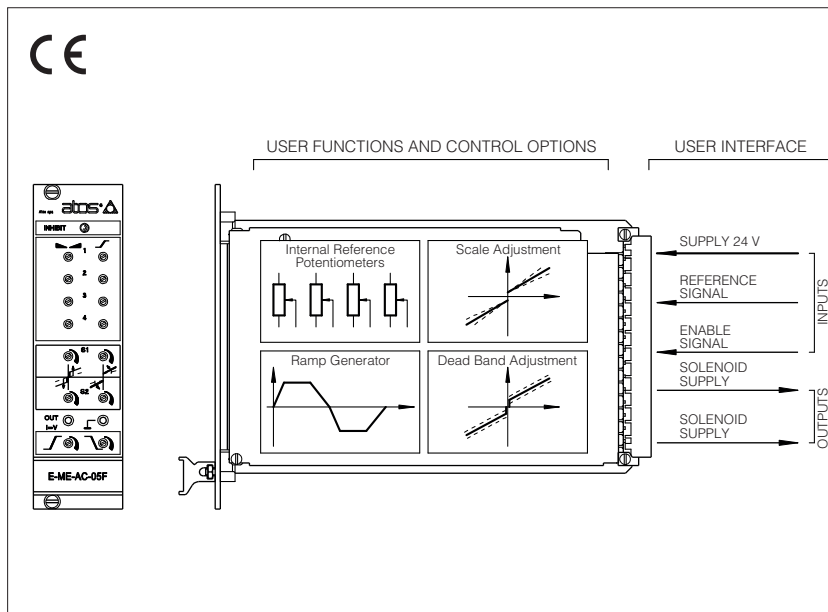 CE
USER FUNCTIONS AND CONTROL OPTIONS
USER INTERFACE
atos
INHIBIT
1
2
3
4
S1
S2
OUT
I=V
E-ME-AC-05F
Internal Reference
Potentiometers
Scale Adjustment
Ramp Generator
Dead Band Adjustment
SUPPLY 24 V
REFERENCE
SIGNAL
ENABLE
SIGNAL
SOLENOID
SUPPLY
SOLENOID
SUPPLY
INPUTS
OUTPUTS